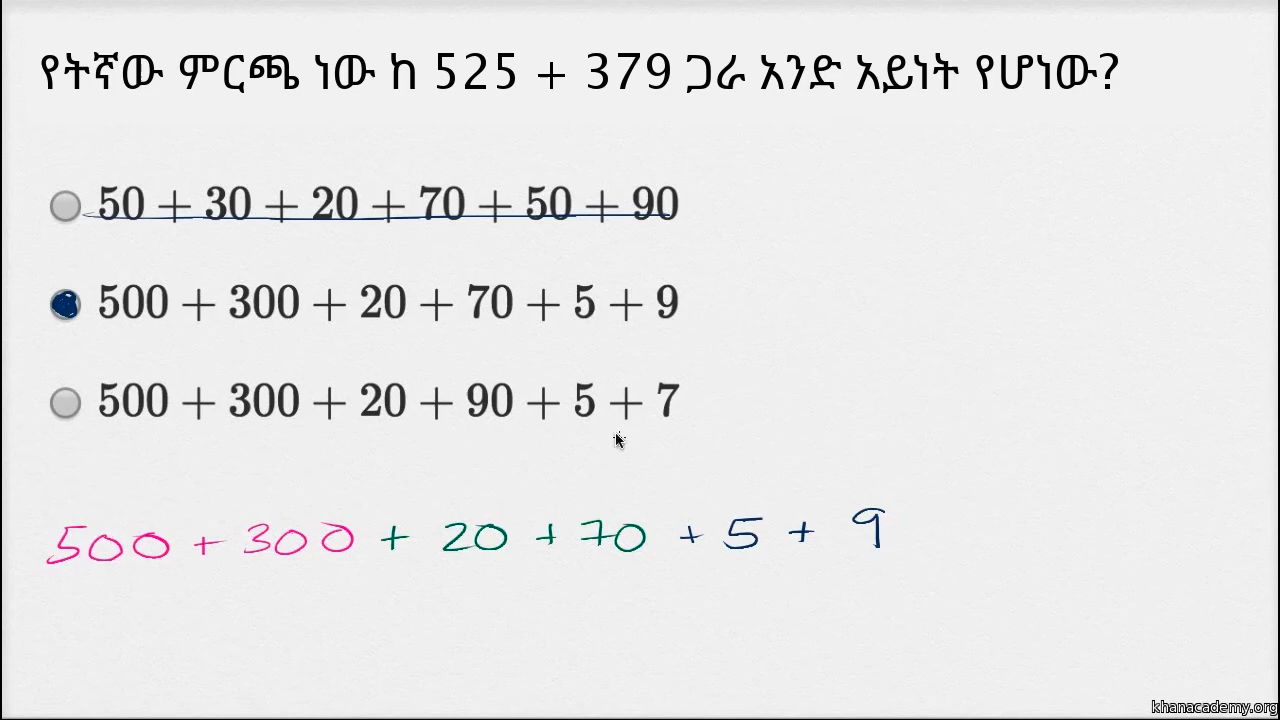 የትኛው ምርጫ ነው ከ 525 + 379 ጋራ አንድ አይነት የሆነው?
50 + 30 + 20 + 70 + 50 + 90
500 + 300 + 20 + 70 + 5 + 9
500 + 300 + 20 + 90 + 5 + 7
500 + 300 + 20 + 70 + 5 + 9
khanacademy.org